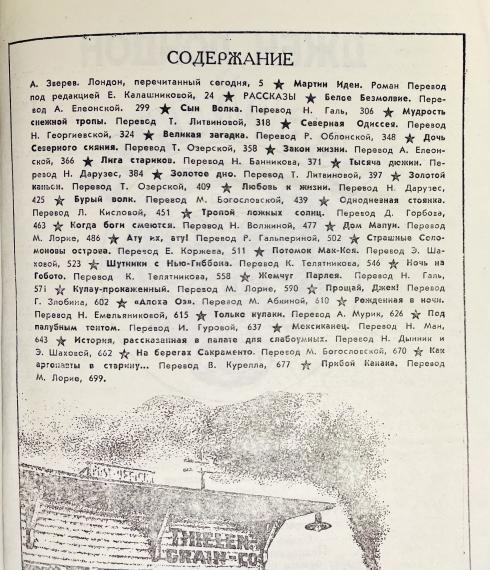 СОДЕРЖАНИЕ
А. Зверев. Лондон, перечитанный сегодня, 5 ★ Мартин Иден. Роман Перевод
под редакцией Е. Калашниковой, 24 ★ РАССКАЗЫ ★ Белое Безмолвие. Пере-
вод А. Елеонской. 299 ★ Сын Волка. Перевод Н. Галь, 306 ★ Мудрость
снежной тропы. Перевод Т. Литвиновой, 318 ★ Северная Одиссея. Перевод
Н. Георгиевской, 324 ★ Великая загадка. Перевод Р. Облонской, 348 ★ Дочь
Северного сияния. Перевод Т. Озерской, 358 ★ Закон жизни. Перевод А. Елеон-
ской, 366 ★ Лига стариков. Перевод Н. Банникова, 371 ★ Тысяча дюжин. Пе-
ревод Н. Дарузес, 384 ★ Золотое дно. Перевод Т. Литвиновой, 397 ★ Золотой
каньон. Перевод Т. Озерской, 409 ★ Любовь к жизни. Перевод Н. Дарузес,
425 ★ Бурый волк. Перевод М. Богословской, 439 ★ Однодневная стоянка.
Перевод Л. Кисловой, 451 ★ Тропой ложных солнц. Перевод Д. Горбова,
463 ★ Когда боги смеются. Перевод Н. Волжиной, 477 ★ Дом Мапуи. Перевод
М. Лорие, 486 ★ Ату их, ату! Перевод Р. Гальпериной, 502 ★ Страшные Соло-
моновы острова. Перевод Е. Коржева, 511 ★ Потомок Мак-Коя. Перевод Э. Ша-
ховой, 523 ★ Шутники с Нью-Гиббона. Перевод К. Телятникова, 546 ★ Ночь на
Гобото. Перевод К. Телятникова, 558 ★ Жемчуг Парлея. Перевод Н. Галь,
571 ★ Кулау-прокаженный. Перевод М. Лорие, 590 ★ Прощай, Джек! Перевод
Г. Злобина, 602 ★ «Алоха Оэ». Перевод М. Абкиной, 610 ★ Рожденная в ночи.
Перевод Н. Емельяниковой, 615 ★ Только кулаки. Перевод А. Мурик, 626 ★ Под
палубным тентом. Перевод И. Гуровой, 637 ★ Мексиканец. Перевод Н. Ман,
643 ★ История, рассказанная в палате для слабоумных. Перевод Н. Дынник и
Э. Шаховой, 662 ★ На берегах Сакраменто. Перевод М. Богословской, 670 ★ Как
аргонавты в старину... Перевод В. Курелла, 677 ★ Прибой Канака. Перевод
М. Лорие, 699.
POST OFFICE
THIELEN
GRAIN-CO